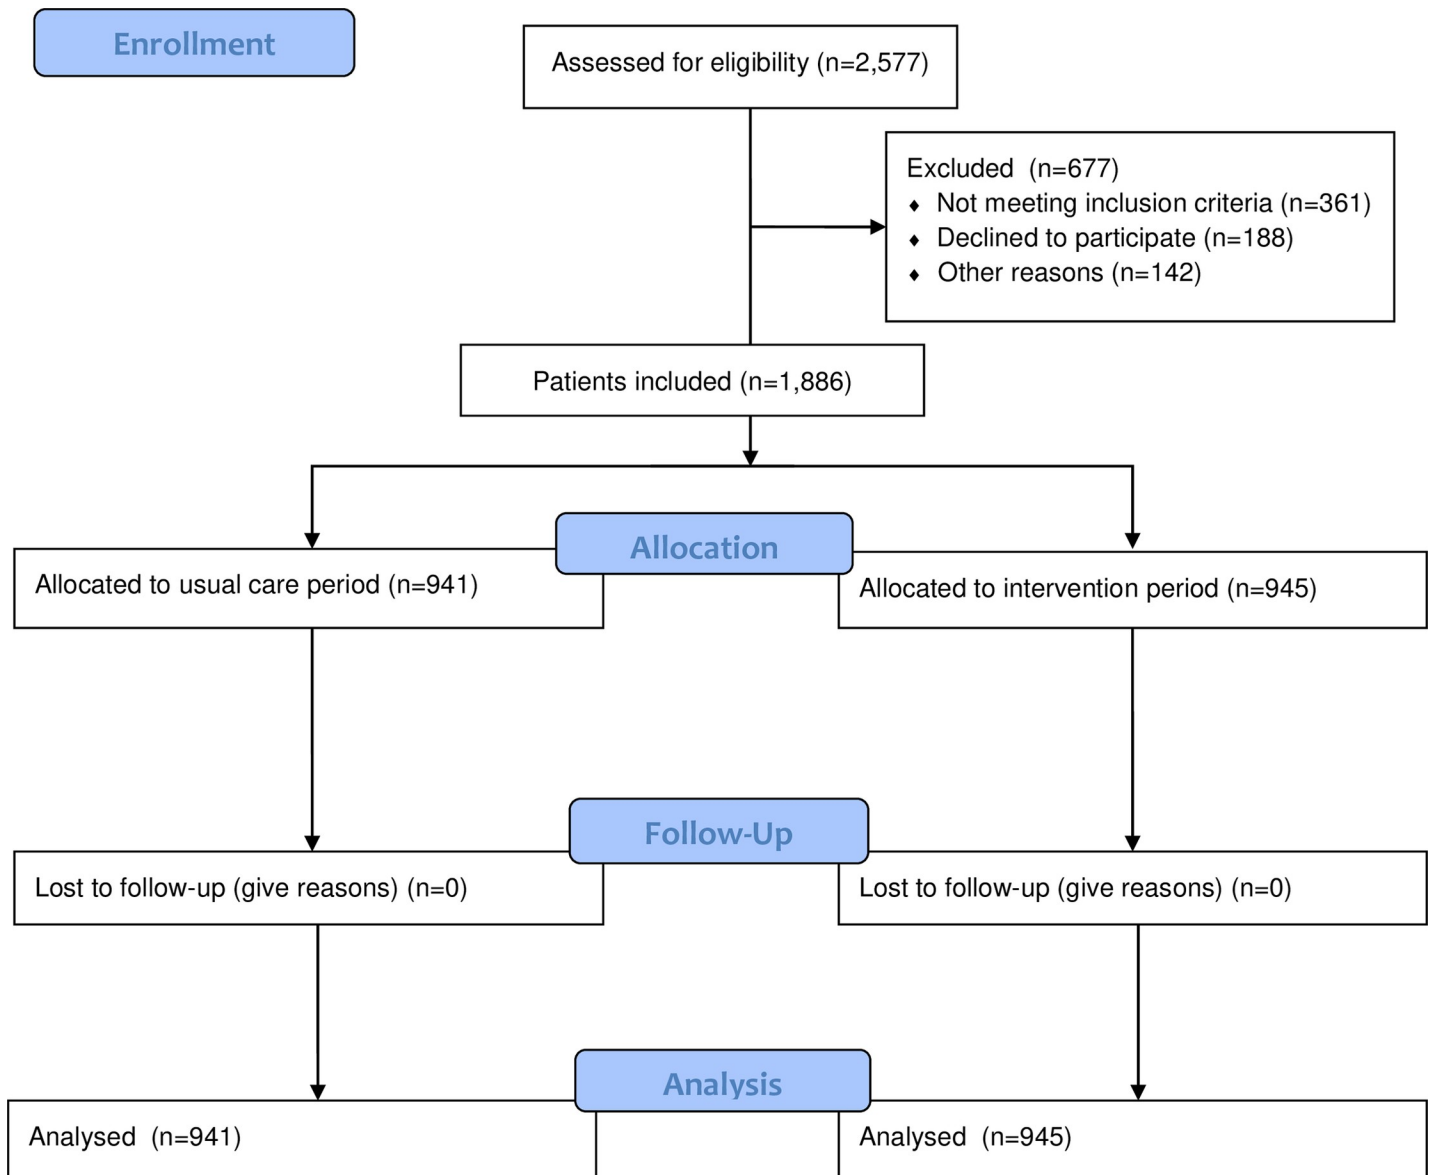 Enrollment
Assessed for eligibility (n=2,577)
Excluded  (n=677)
♦ Not meeting inclusion criteria (n=361)
♦ Declined to participate (n=188)
♦ Other reasons (n=142)
Patients included (n=1,886)
Allocation
Allocated to usual care period (n=941)
Allocated to intervention period (n=945)
Follow-Up
Lost to follow-up (give reasons) (n=0)
Lost to follow-up (give reasons) (n=0)
Analysis
Analysed  (n=941)
Analysed  (n=945)